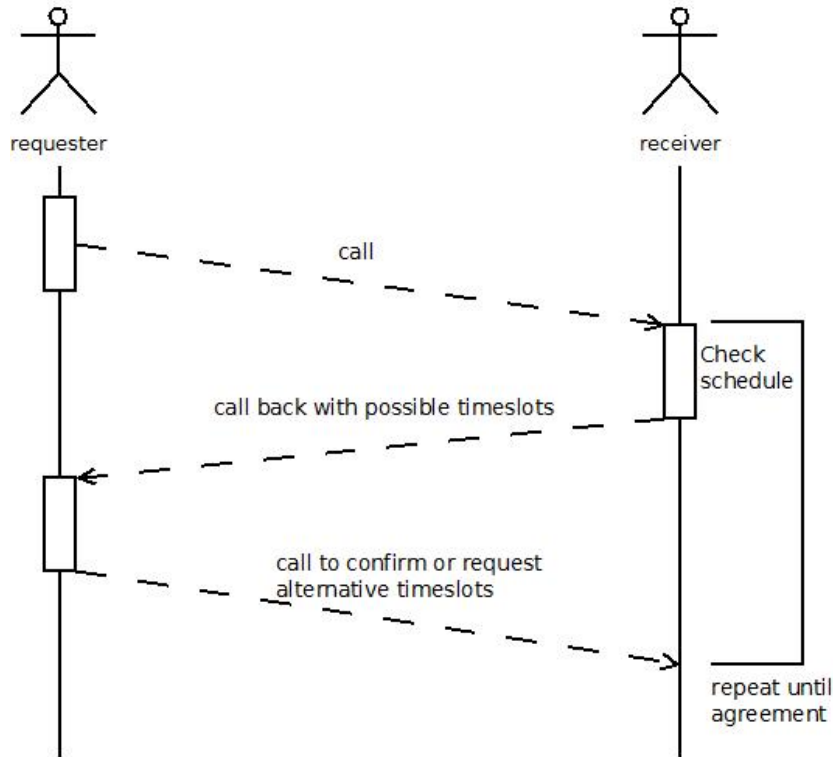 requester
receiver
call
Check
schedule
call back with possible timeslots
call to confirm or request
alternative timeslots
repeat until
agreement